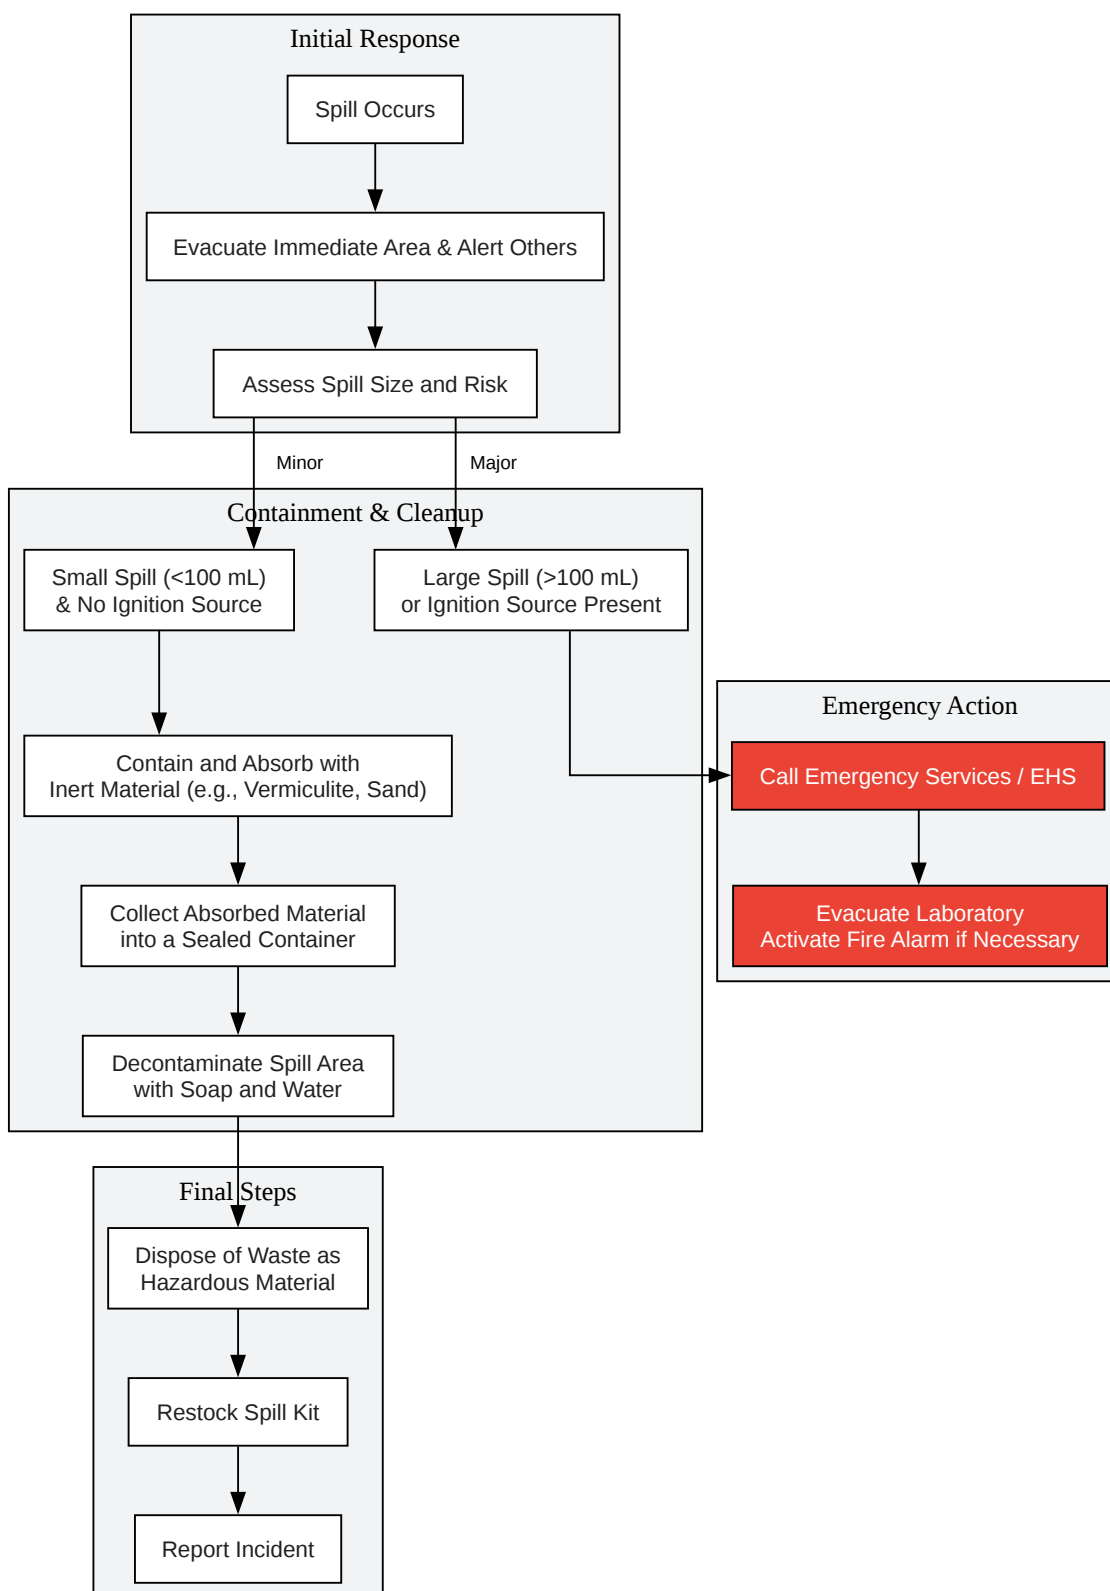 Initial Response
Spill Occurs
Evacuate Immediate Area & Alert Others
Assess Spill Size and Risk
Minor
Major
Containment & Cleanup
Small Spill (<100 mL)
& No Ignition Source
Large Spill (>100 mL)
or Ignition Source Present
Contain and Absorb with
Inert Material (e.g., Vermiculite, Sand)
Collect Absorbed Material
into a Sealed Container
Decontaminate Spill Area
with Soap and Water
Emergency Action
Call Emergency Services / EHS
Evacuate Laboratory
Activate Fire Alarm if Necessary
Final Steps
Dispose of Waste as
Hazardous Material
Restock Spill Kit
Report Incident